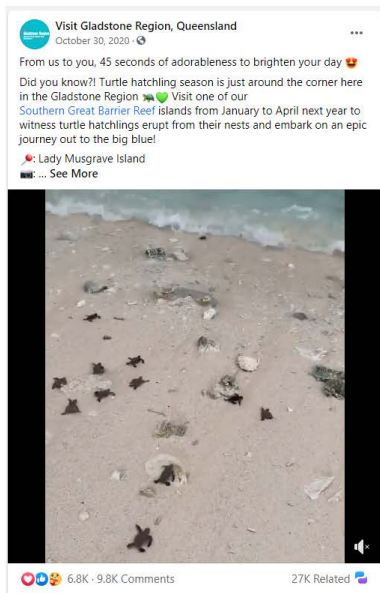 Visit Gladstone Region, Queensland
October 30, 2020 ·
From us to you, 45 seconds of adorableness to brighten your day 🤩
Did you know?! Turtle hatchling season is just around the corner here
in the Gladstone Region 🐢💚 Visit one of our
Southern Great Barrier Reef islands from January to April next year to
witness turtle hatchlings erupt from their nests and embark on an epic
journey out to the big blue!
📍: Lady Musgrave Island
📷: ... See More
6.8K · 9.8K Comments
27K Related